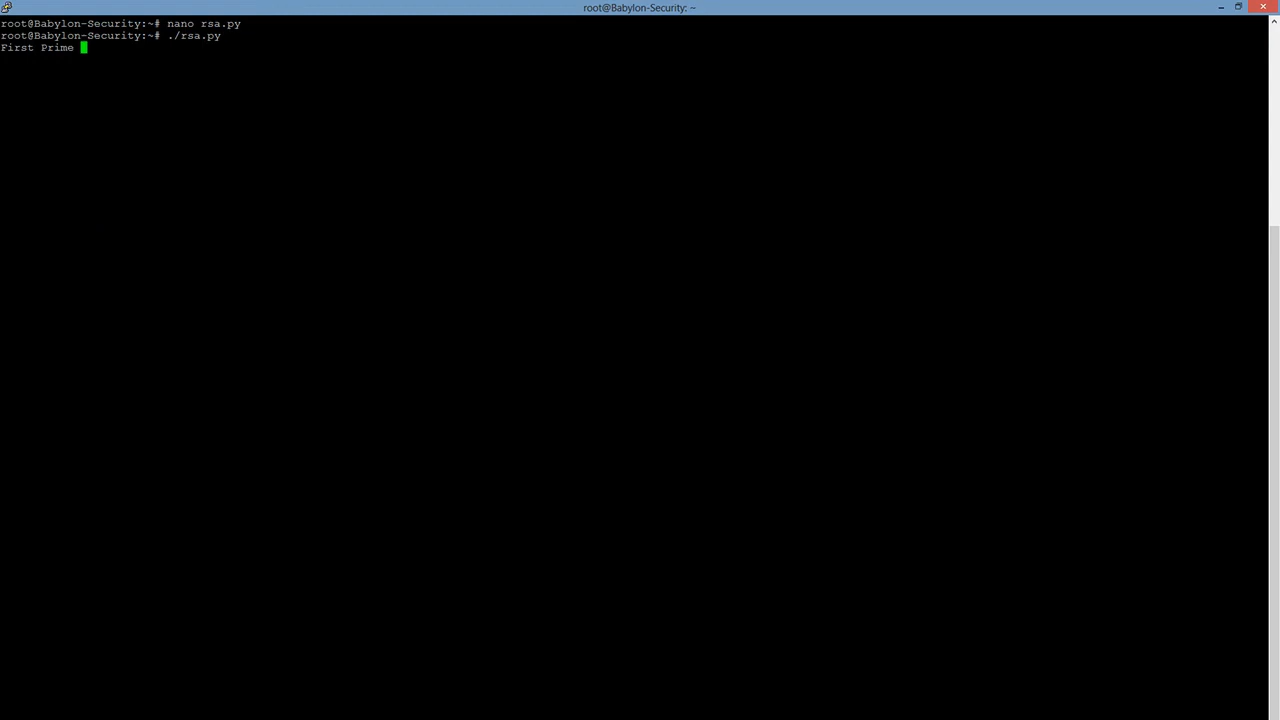 root@Babylon-Security: ~
root@Babylon-Security:~# nano rsa.py
root@Babylon-Security:~# ./rsa.py
First Prime